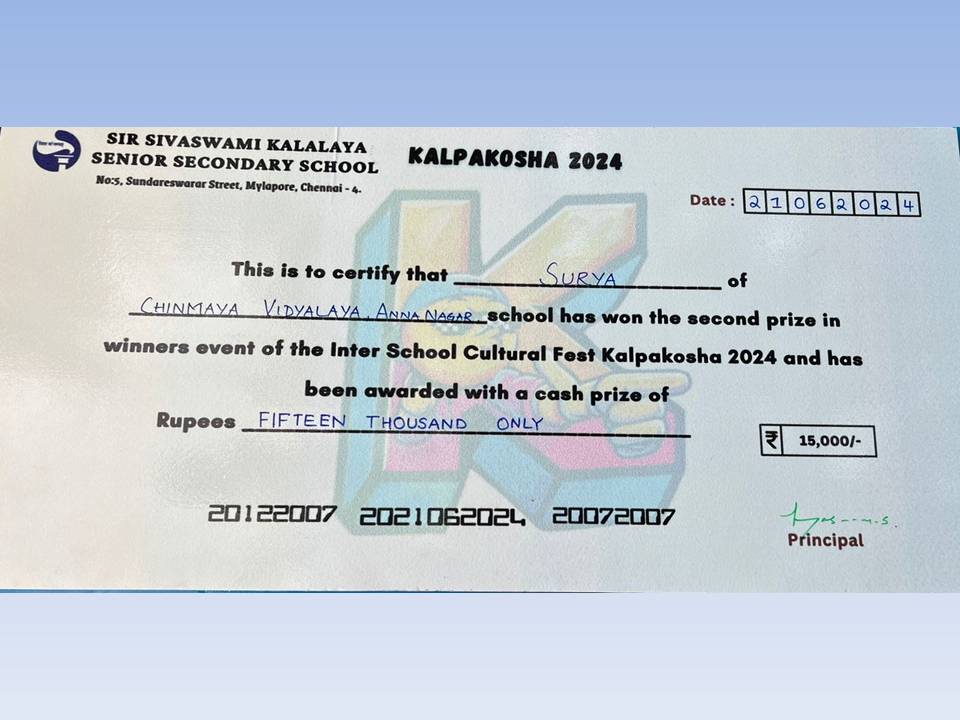 SIR SIVASWAMI KALALAYA
SENIOR SECONDARY SCHOOL
No:5, Sundareswarar Street, Mylapore, Chennai - 4.
KALPAKOSHA 2024
Date : 21062024
This is to certify that SURYA of
CHINMAYA VIDYALAYA, ANNA NAGAR school has won the second prize in
winners event of the Inter School Cultural Fest Kalpakosha 2024 and has
been awarded with a cash prize of
Rupees FIFTEEN THOUSAND ONLY
₹ 15,000/-
20122007 2021062024 20072007
Principal